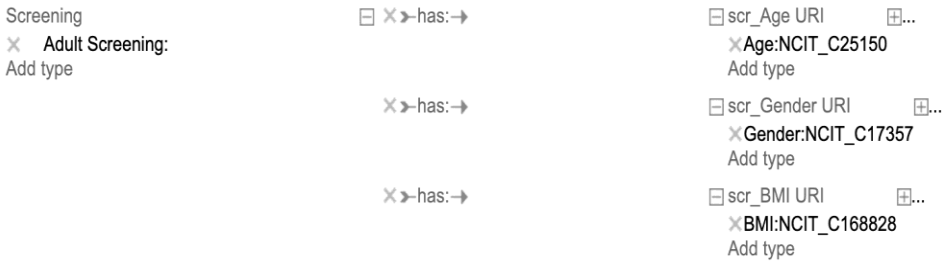 Screening has: scr_Age URI ...
Adult Screening: Age:NCIT_C25150
Add type Add type
has: scr_Gender URI ...
Gender:NCIT_C17357
Add type
has: scr_BMI URI ...
BMI:NCIT_C168828
Add type